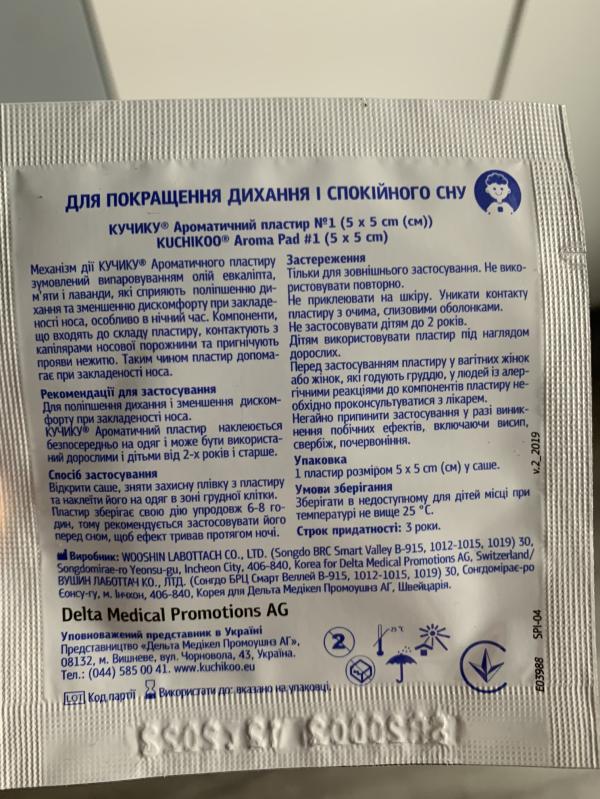 ДЛЯ ПОКРАЩЕННЯ ДИХАННЯ І СПОКІЙНОГО СНУ
КУЧИКУ® Ароматичний пластир №1 (5 x 5 cm (см))
KUCHIKOO® Aroma Pad #1 (5 x 5 cm)
Механізм дії КУЧИКУ® Ароматичного пластиру
зумовлений випаровуванням олій евкаліпта,
м'яти і лаванди, які сприяють поліпшенню ди-
хання та зменшенню дискомфорту при закладе-
ності носа, особливо в нічний час. Компоненти,
що входять до складу пластиру, контактують з
капілярами носової порожнини та пригнічують
прояви нежитю. Таким чином пластир допома-
гає при закладеності носа.
Рекомендації для застосування
Для поліпшення дихання і зменшення диском-
форту при закладеності носа.
КУЧИКУ® Ароматичний пластир наклеюється
безпосередньо на одяг і може бути використа-
ний дорослими і дітьми від 2-х років і старше.
Спосіб застосування
Відкрити саше, зняти захисну плівку з пластиру
та наклеїти його на одяг в зоні грудної клітки.
Пластир зберігає свою дію упродовж 6-8 го-
дин, тому рекомендується застосовувати його
перед сном, щоб ефект тривав протягом ночі.
Застереження
Тільки для зовнішнього застосування. Не вико-
ристовувати повторно.
Не приклеювати на шкіру. Уникати контакту
пластиру з очима, слизовими оболонками.
Не застосовувати дітям до 2 років.
Дітям використовувати пластир під наглядом
дорослих.
Перед застосуванням пластиру у вагітних жінок
або жінок, які годують груддю, у людей із алер-
гічними реакціями до компонентів пластиру не-
обхідно проконсультуватися з лікарем.
Негайно припинити застосування у разі виник-
нення побічних ефектів, включаючи висип,
свербіж, почервоніння.
Упаковка
1 пластир розміром 5 x 5 cm (см) у саше.
Умови зберігання
Зберігати в недоступному для дітей місці при
температурі не вище 25 °С.
Строк придатності: 3 роки.
Виробник: WOOSHIN LABOTTACH CO., LTD. (Songdo BRC Smart Valley B-915, 1012-1015, 1019) 30,
Songdomirae-ro Yeonsu-gu, Incheon City, 406-840, Korea for Delta Medical Promotions AG, Switzerland/
ВУШИН ЛАБОТТАЧ КО., ЛТД. (Сонгдо БРЦ Смарт Веллей B-915, 1012-1015, 1019) 30, Сонгдомірає-ро
Єонсу-гу, м. Інчхон, 406-840, Корея для Дельта Медікел Промоушнз АГ, Швейцарія.
Delta Medical Promotions AG
Уповноважений представник в Україні
Представництво «Дельта Медікел Промоушнз АГ»,
08132, м. Вишневе, вул. Чорновола, 43, Україна.
Тел.: (044) 585 00 41. www.kuchikoo.eu
LOT Код партії Використати до: вказано на упаковці.
2
25 °C
v.2_2019
E03988 SPI-04